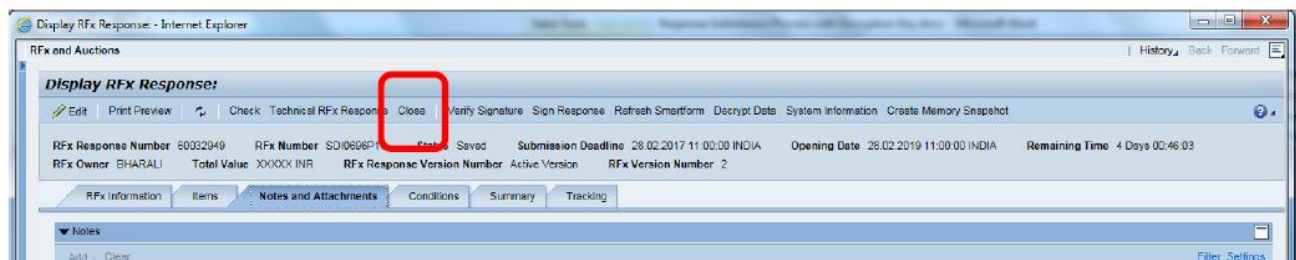 Display RFx Response: - Internet Explorer
RFx and Auctions
History Back Forward
Display RFx Response:
Edit Print Preview Check Technical RFx Response Close Verify Signature Sign Response Refresh Smartform Decrypt Data System Information Create Memory Snapshot
RFx Response Number 60032949 RFx Number SDI0696P1 Status Saved Submission Deadline 28.02.2017 11:00:00 INDIA Opening Date 28.02.2019 11:00:00 INDIA Remaining Time 4 Days 00:46:03
RFx Owner BHARALI Total Value XXXXX INR RFx Response Version Number Active Version RFx Version Number 2
RFx Information Items Notes and Attachments Conditions Summary Tracking
Notes
Add Clear Filter Settings